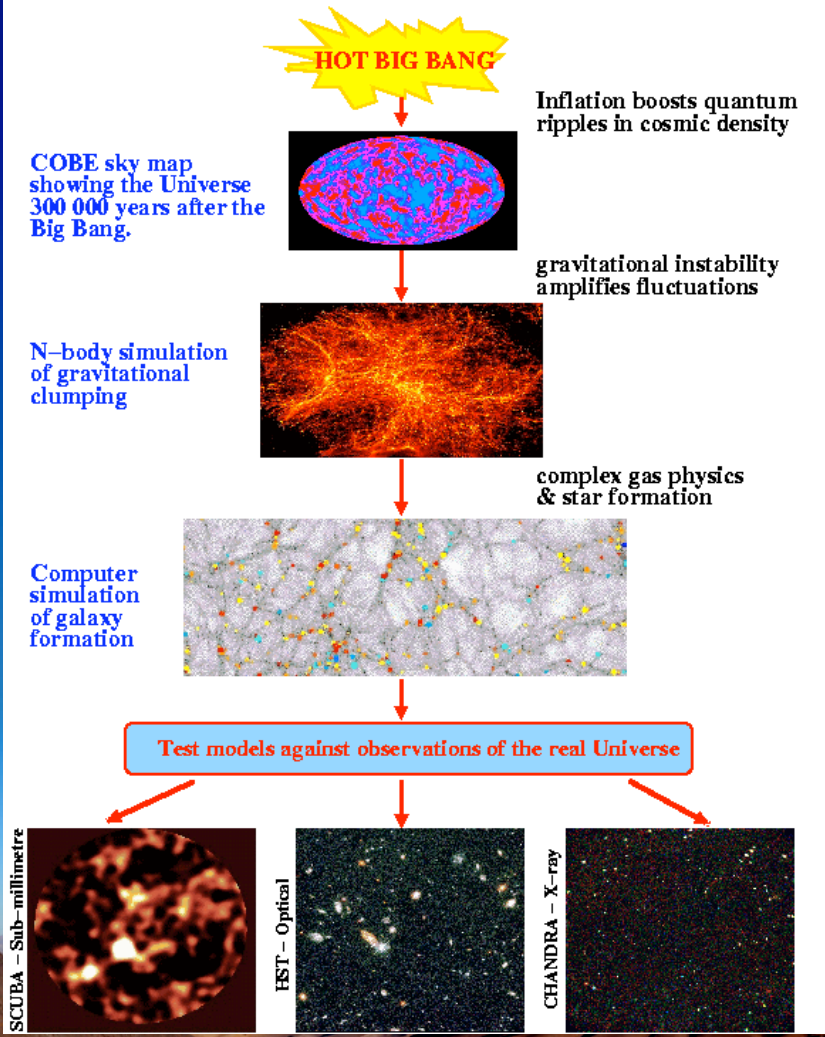 HOT BIG BANG
Inflation boosts quantum
ripples in cosmic density
COBE sky map
showing the Universe
300 000 years after the
Big Bang.
gravitational instability
amplifies fluctuations
N−body simulation
of gravitational
clumping
complex gas physics
& star formation
Computer
simulation
of galaxy
formation
Test models against observations of the real Universe
SCUBA − Sub−millimetre
HST − Optical
CHANDRA − X−ray